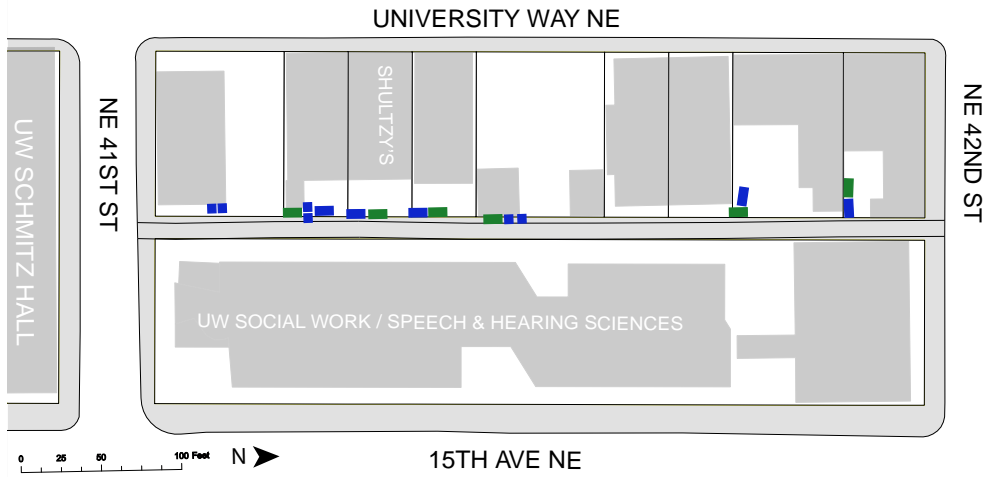 UNIVERSITY WAY NE
UW SCHMITZ HALL
NE 41ST ST
SHULTZY'S
NE 42ND ST
UW SOCIAL WORK / SPEECH & HEARING SCIENCES
0 25 50 100 Feet
N
15TH AVE NE